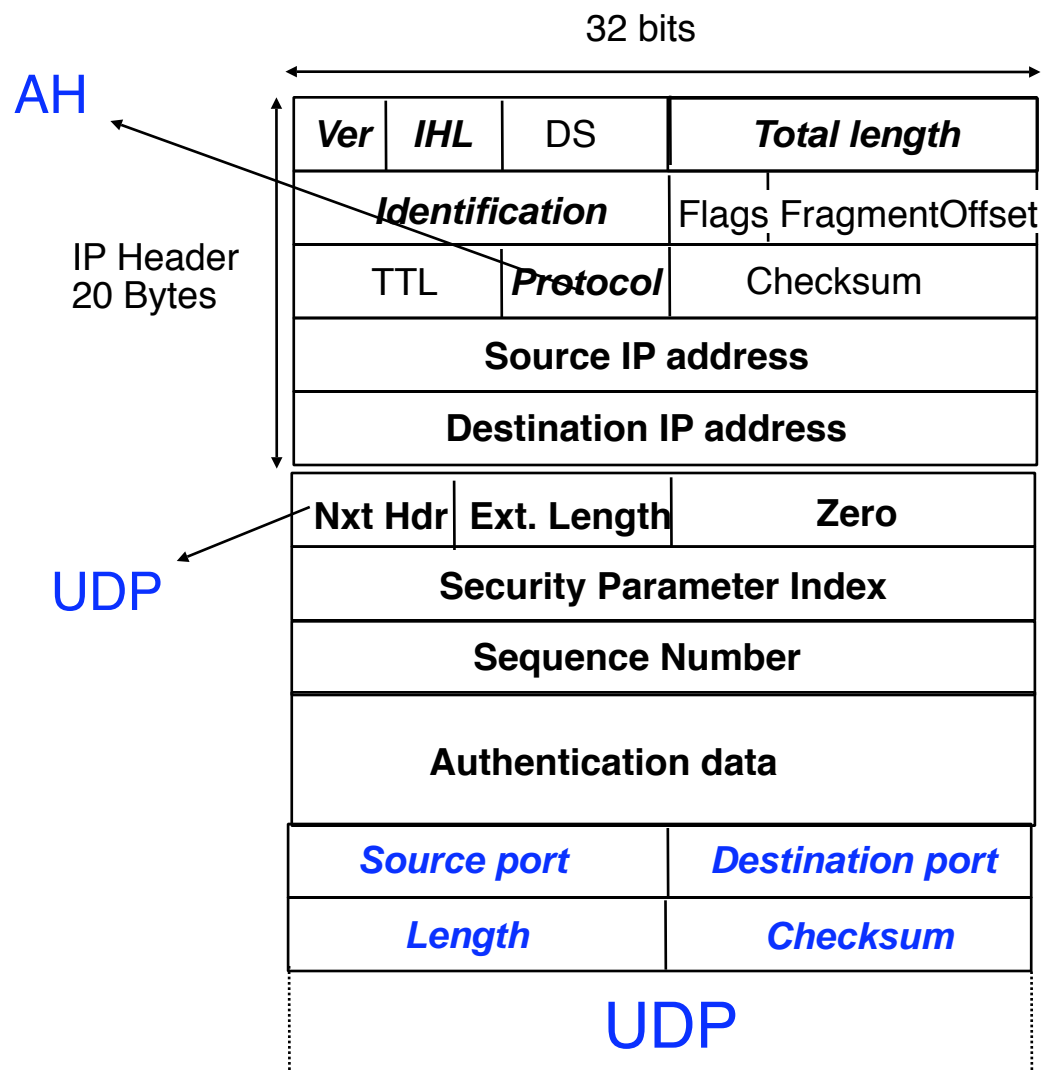 32 bits
AH
Ver IHL DS Total length
Identification Flags FragmentOffset
IP Header
20 Bytes
TTL Protocol Checksum
Source IP address
Destination IP address
Nxt Hdr Ext. Length Zero
UDP
Security Parameter Index
Sequence Number
Authentication data
Source port Destination port
Length Checksum
UDP